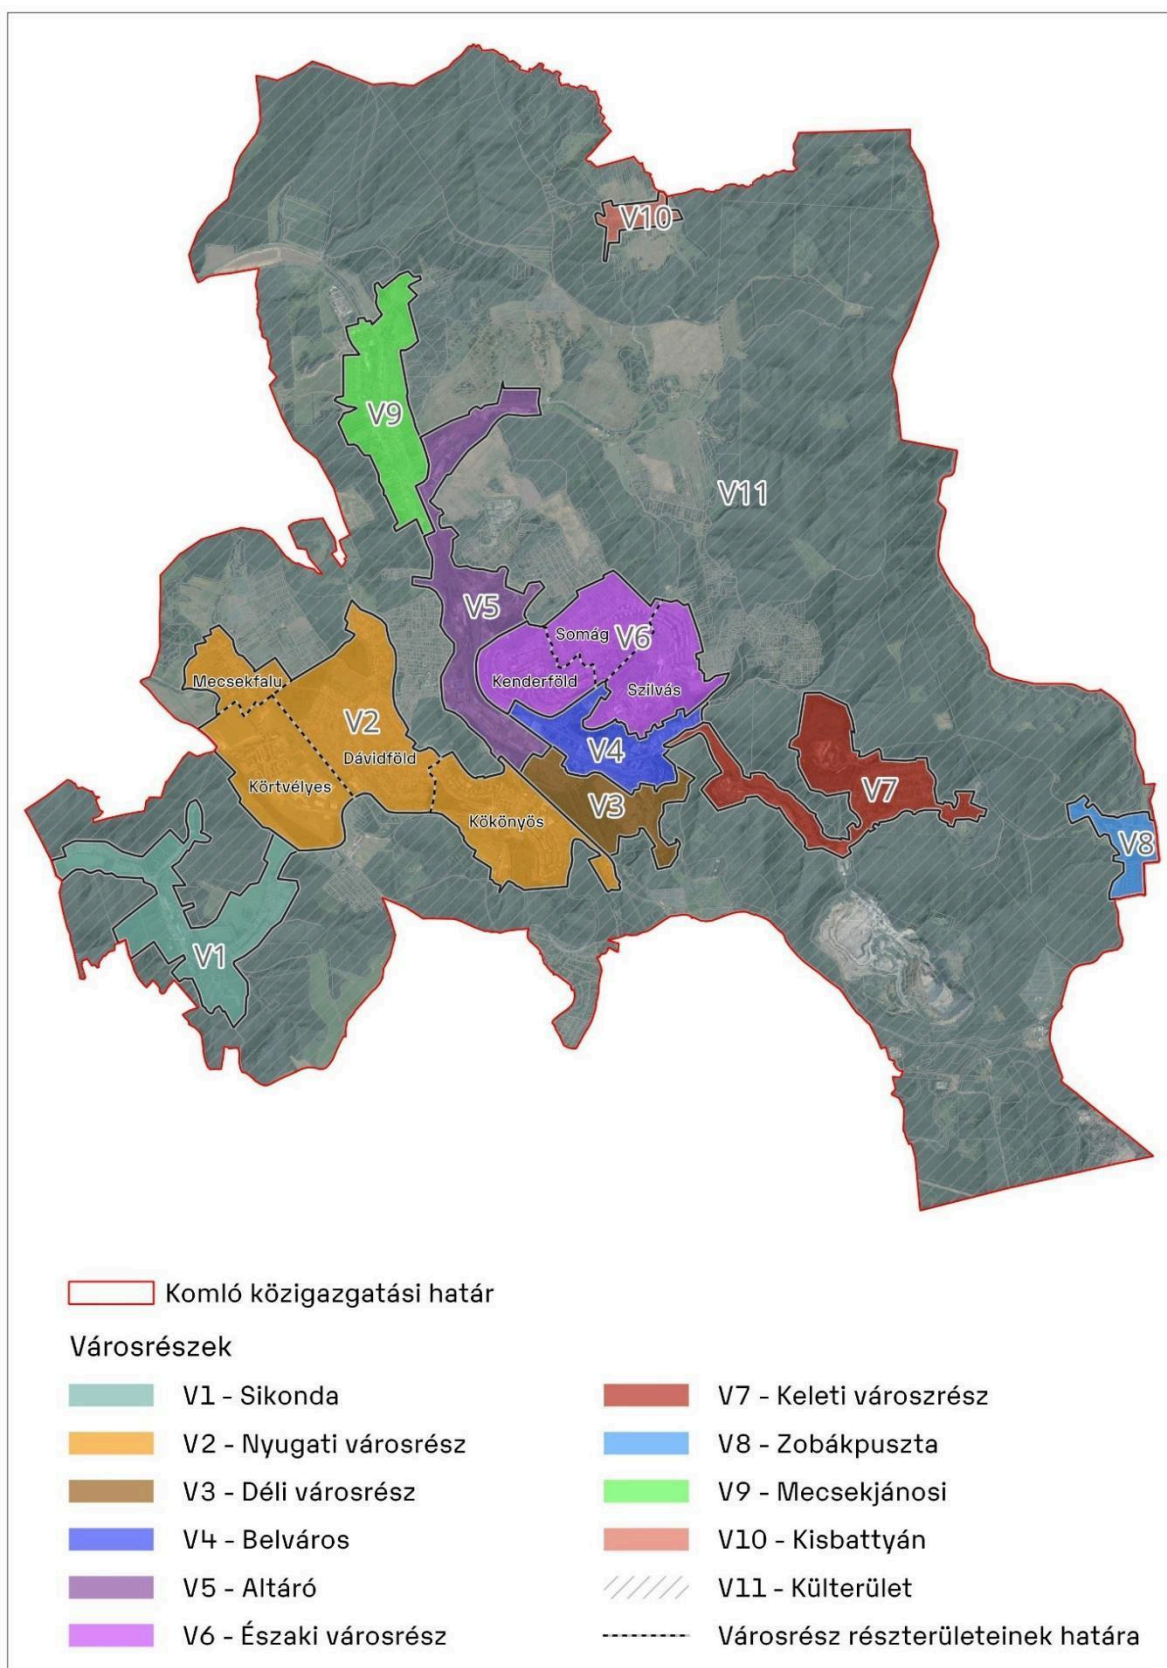 V10
V9
V11
V5
Somág
V6
Kenderföld
Szilvás
Mecsekfalu
V2
Dávidföld
V4
Körtvélyes
V3
V7
Kökönyös
V8
V1
Komló közigazgatási határ
Városrészek
V1 - Sikonda
V2 - Nyugati városrész
V3 - Déli városrész
V4 - Belváros
V5 - Altáró
V6 - Északi városrész
V7 - Keleti városzrész
V8 - Zobákpuszta
V9 - Mecsekjánosi
V10 - Kisbattyán
V11 - Külterület
Városrész részterületeinek határa